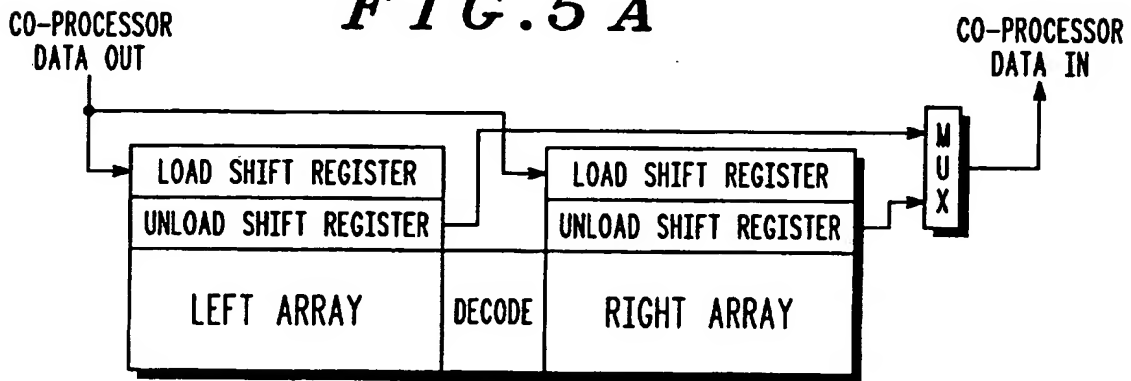 FIG.5A
CO-PROCESSOR
DATA OUT
CO-PROCESSOR
DATA IN
MUX
LOAD SHIFT REGISTER
UNLOAD SHIFT REGISTER
LEFT ARRAY
DECODE
LOAD SHIFT REGISTER
UNLOAD SHIFT REGISTER
RIGHT ARRAY